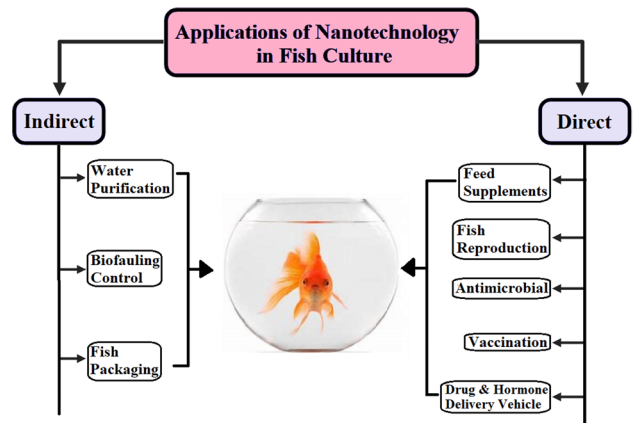 Applications of Nanotechnology
in Fish Culture
Indirect
Direct
Water
Purification
Biofauling
Control
Fish
Packaging
Feed
Supplements
Fish
Reproduction
Antimicrobial
Vaccination
Drug & Hormone
Delivery Vehicle